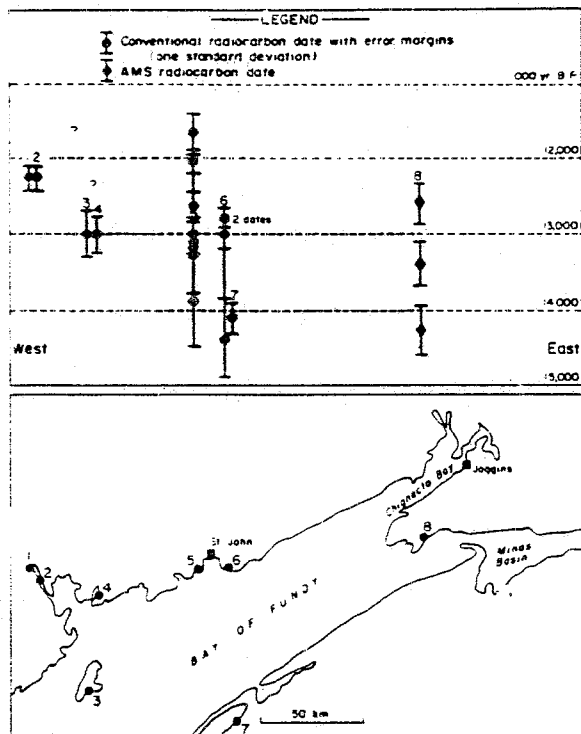 LEGEND
Conventional radiocarbon date with error margins
(one standard deviation)
AMS radiocarbon date
000 yr. B.P.
?
2
12,000
?
3 4
6
8
2 dates
13,000
7
14,000
West
East
15,000
Chignecto Bay
Joggins
St. John
8
Minas
Basin
1
2
4
5
6
BAY OF FUNDY
3
50 km
7